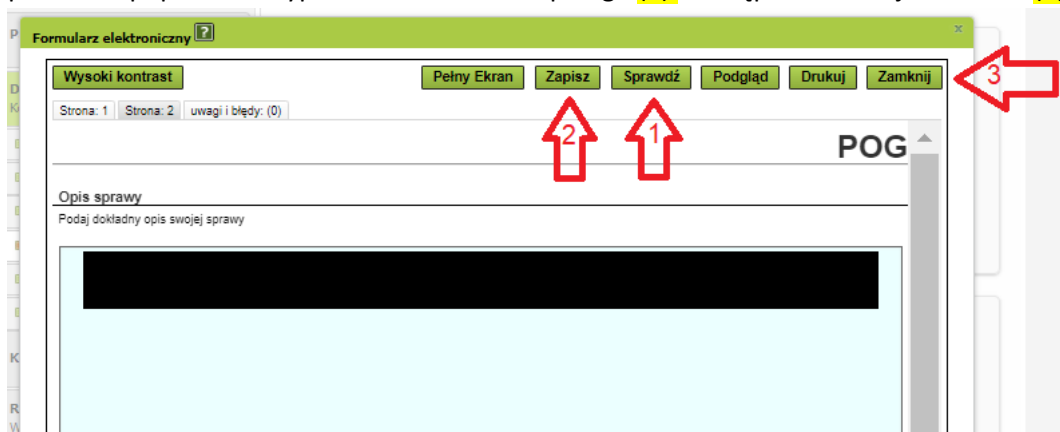 Formularz elektroniczny ?
x
Wysoki kontrast Pełny Ekran Zapisz Sprawdź Podgląd Drukuj Zamknij 3
Strona: 1 Strona: 2 uwagi i błędy: (0)
2 1
POG
Opis sprawy
Podaj dokładny opis swojej sprawy